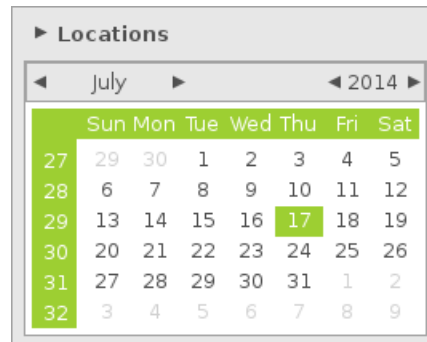 ▶ Locations
◀ July ▶ ◀ 2014 ▶
Sun Mon Tue Wed Thu Fri Sat
27 29 30 1 2 3 4 5
28 6 7 8 9 10 11 12
29 13 14 15 16 17 18 19
30 20 21 22 23 24 25 26
31 27 28 29 30 31 1 2
32 3 4 5 6 7 8 9